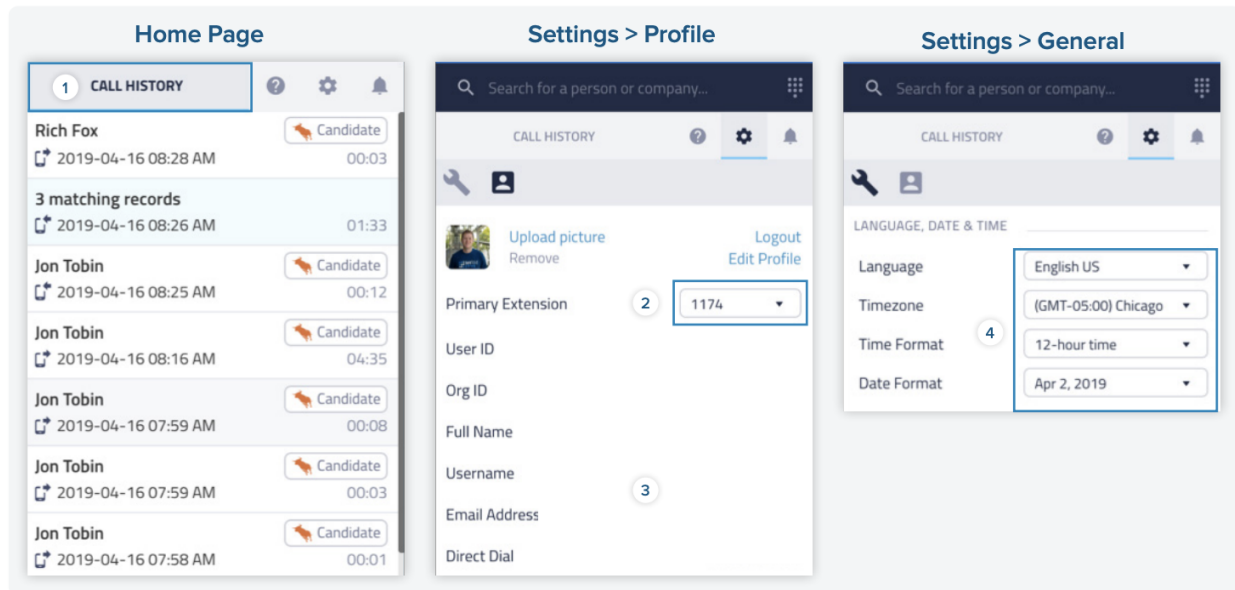 Home Page
1 CALL HISTORY
Rich Fox Candidate
2019-04-16 08:28 AM 00:03
3 matching records
2019-04-16 08:26 AM 01:33
Jon Tobin Candidate
2019-04-16 08:25 AM 00:12
Jon Tobin Candidate
2019-04-16 08:16 AM 04:35
Jon Tobin Candidate
2019-04-16 07:59 AM 00:08
Jon Tobin Candidate
2019-04-16 07:59 AM 00:03
Jon Tobin Candidate
2019-04-16 07:58 AM 00:01
Settings > Profile
Search for a person or company...
CALL HISTORY
Upload picture Logout
Remove Edit Profile
Primary Extension 2 1174
User ID
Org ID
Full Name
Username
3
Email Address
Direct Dial
Settings > General
Search for a person or company...
CALL HISTORY
LANGUAGE, DATE & TIME
Language English US
Timezone (GMT-05:00) Chicago
4
Time Format 12-hour time
Date Format Apr 2, 2019